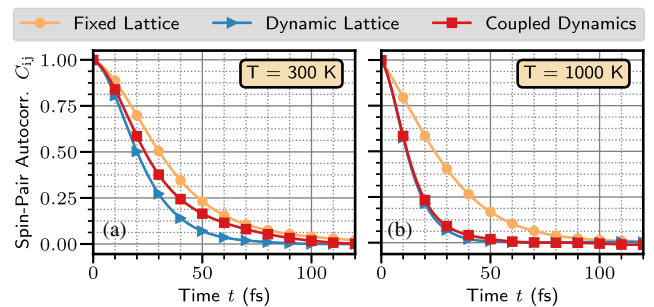 Fixed Lattice Dynamic Lattice Coupled Dynamics
Spin-Pair Autocorr. C_ij
1.00
0.75
0.50
0.25
0.00
T = 300 K
(a)
0 50 100
Time t (fs)
T = 1000 K
(b)
0 50 100
Time t (fs)